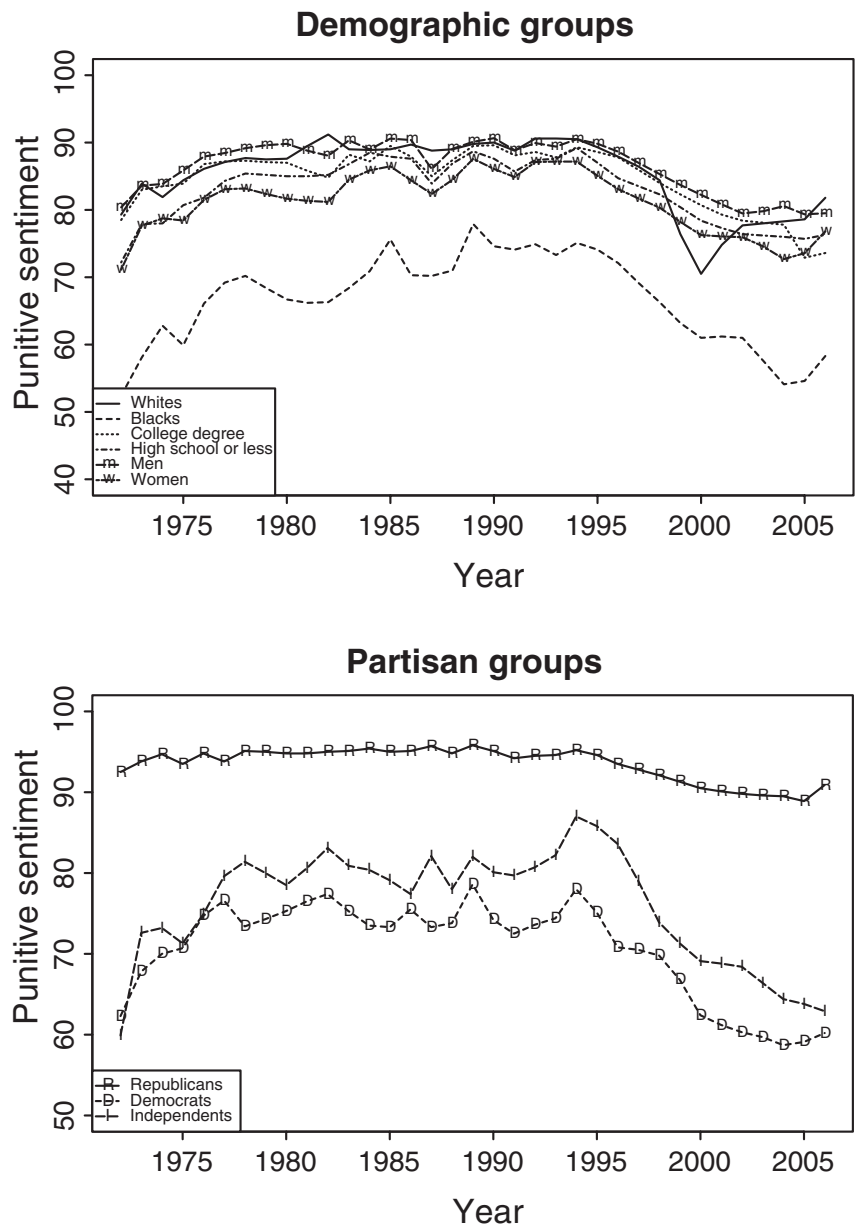 Demographic groups
100
90
80
70
60
50
40
Punitive sentiment
Whites
Blacks
College degree
High school or less
m Men
w Women
1975 1980 1985 1990 1995 2000 2005
Year
Partisan groups
100
90
80
70
60
50
Punitive sentiment
R Republicans
D Democrats
I Independents
1975 1980 1985 1990 1995 2000 2005
Year